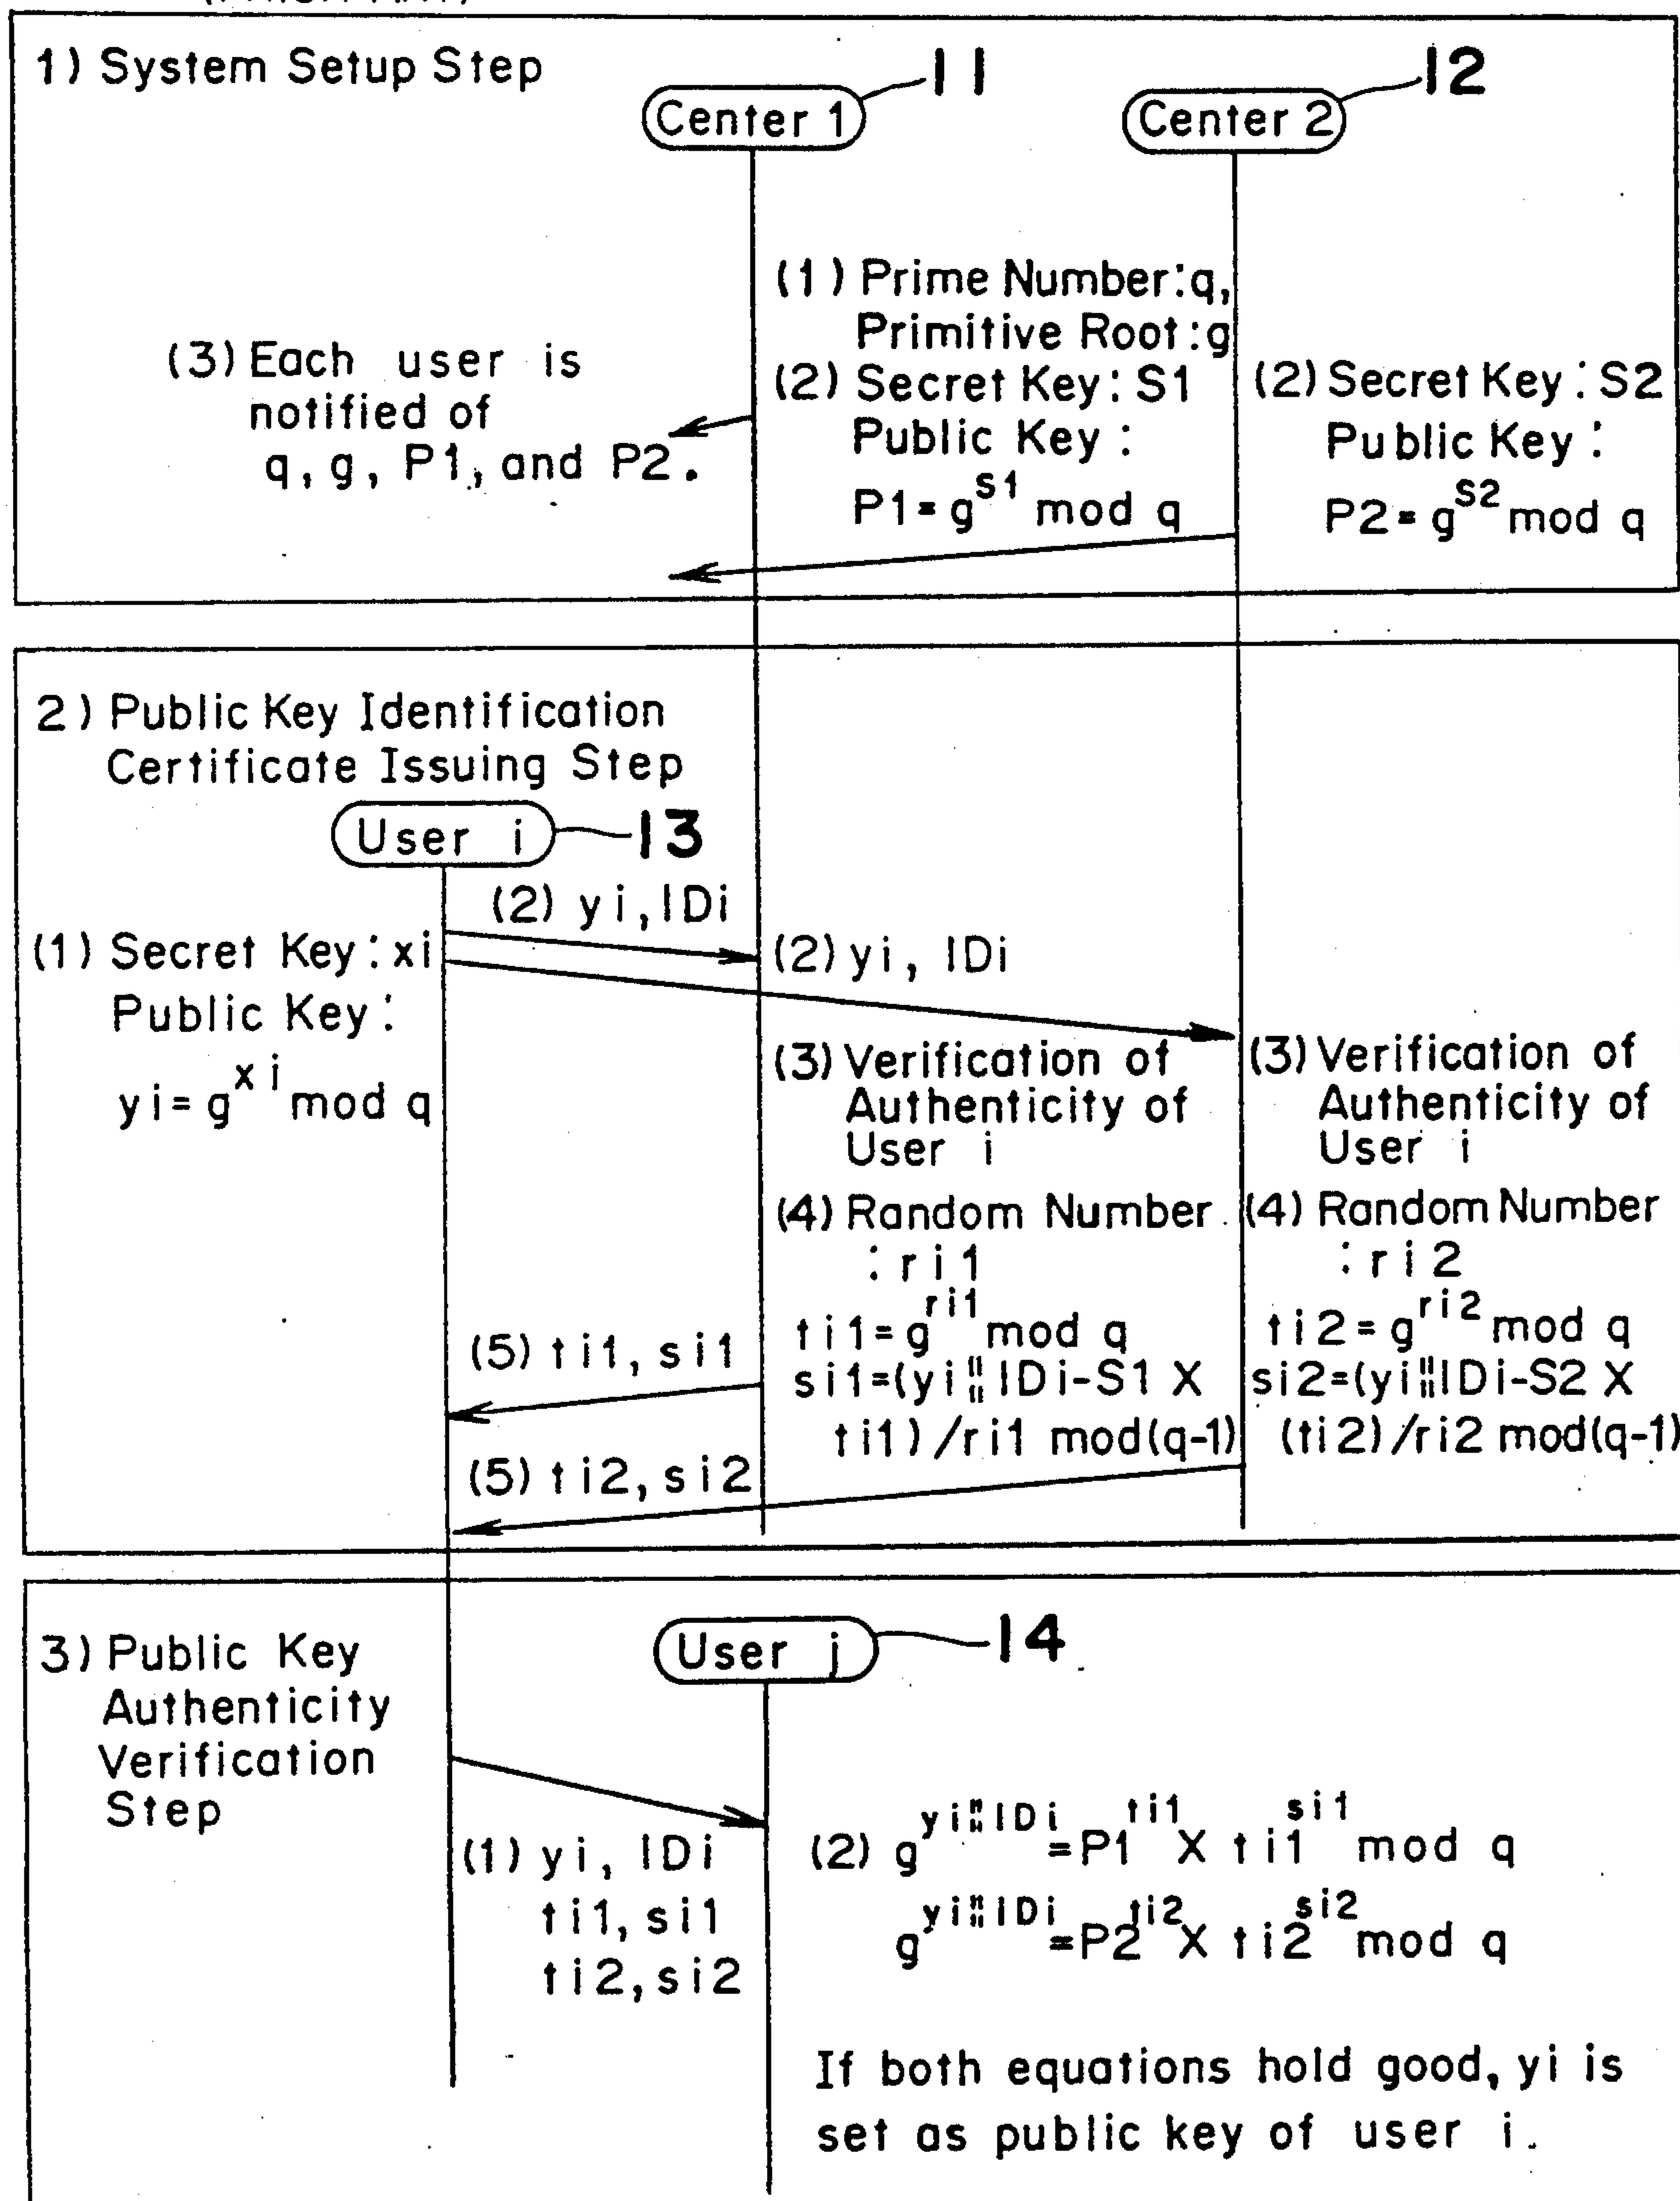 1) System Setup Step
11
12
Center 1
Center 2
(1) Prime Number:q,
Primitive Root:g
(3) Each user is
notified of
q, g, P1, and P2.
(2) Secret Key: S1
Public Key:
P1=g^S1 mod q
(2) Secret Key: S2
Public Key:
P2=g^S2 mod q
2) Public Key Identification
Certificate Issuing Step
User i
13
(2) yi, IDi
(1) Secret Key: xi
Public Key:
yi=g^xi mod q
(2) yi, IDi
(3) Verification of
Authenticity of
User i
(3) Verification of
Authenticity of
User i
(4) Random Number
: ri1
ti1=g^ri1 mod q
si1=(yi||IDi-S1 X
ti1)/ri1 mod(q-1)
(4) Random Number
: ri2
ti2=g^ri2 mod q
si2=(yi||IDi-S2 X
(ti2)/ri2 mod(q-1)
(5) ti1, si1
(5) ti2, si2
3) Public Key
Authenticity
Verification
Step
User j
14
(1) yi, IDi
ti1, si1
ti2, si2
(2) g^yi||IDi=P1^ti1 X ti1^si1 mod q
g^yi||IDi=P2^ti2 X ti2^si2 mod q
If both equations hold good, yi is
set as public key of user i.